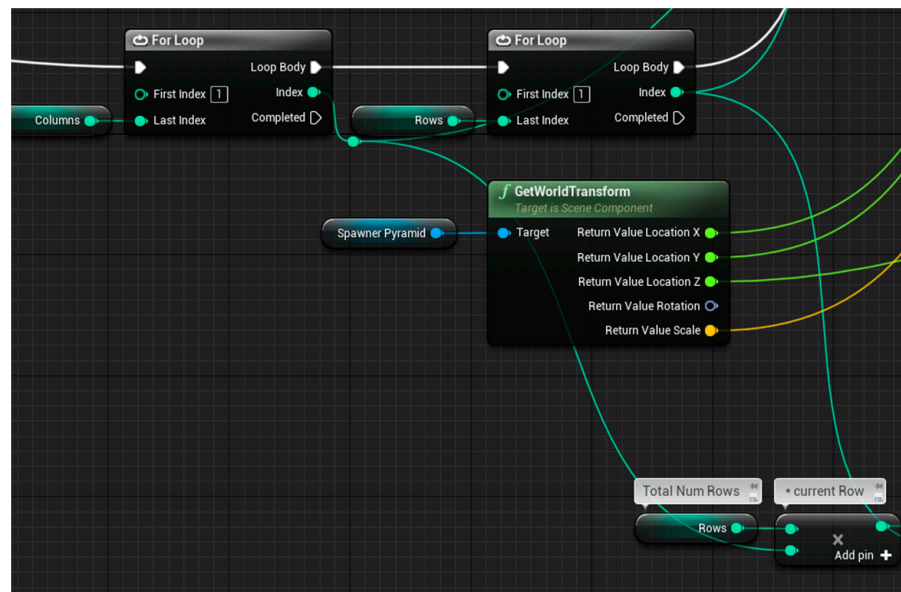 For Loop
Loop Body
First Index 1
Index
Columns
Last Index
Completed
For Loop
Loop Body
First Index 1
Index
Rows
Last Index
Completed
f GetWorldTransform
Target is Scene Component
Spawner Pyramid
Target
Return Value Location X
Return Value Location Y
Return Value Location Z
Return Value Rotation
Return Value Scale
Total Num Rows
* current Row
Rows
×
Add pin +